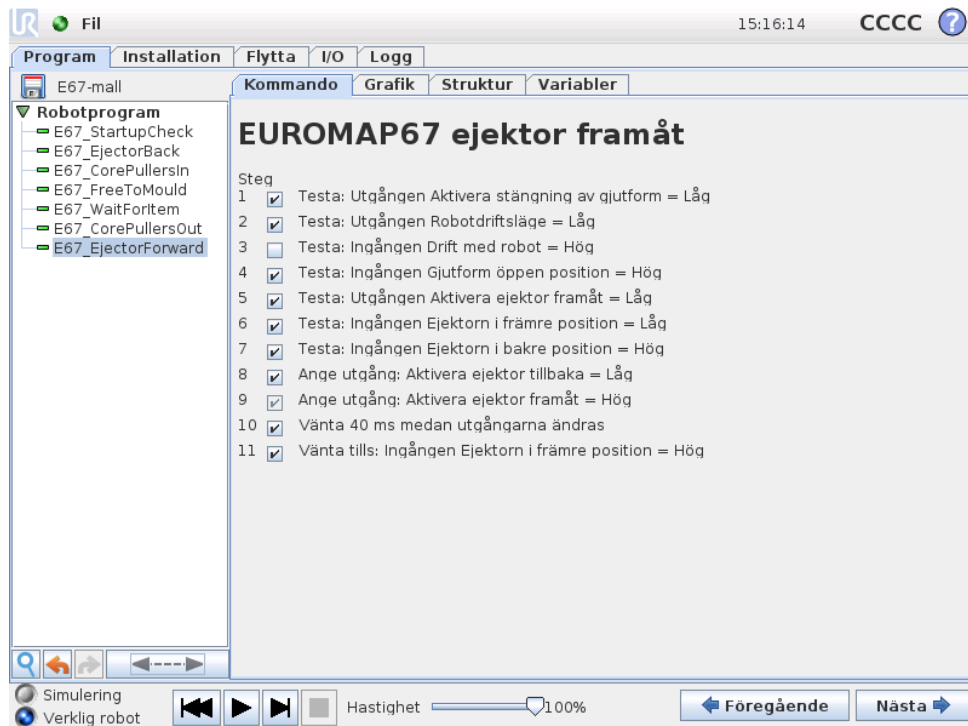 UR Fil 15:16:14 CCCC ?
Program Installation Flytta I/O Logg
E67-mall
Kommando Grafik Struktur Variabler
Robotprogram
E67_StartupCheck
E67_EjectorBack
E67_CorePullersIn
E67_FreeToMould
E67_WaitForItem
E67_CorePullersOut
E67_EjectorForward
EUROMAP67 ejektor framåt
Steg
1 Testa: Utgången Aktivera stängning av gjutform = Låg
2 Testa: Utgången Robotdriftsläge = Låg
3 Testa: Ingången Drift med robot = Hög
4 Testa: Ingången Gjutform öppen position = Hög
5 Testa: Utgången Aktivera ejektor framåt = Låg
6 Testa: Ingången Ejektorn i främre position = Låg
7 Testa: Ingången Ejektorn i bakre position = Hög
8 Ange utgång: Aktivera ejektor tillbaka = Låg
9 Ange utgång: Aktivera ejektor framåt = Hög
10 Vänta 40 ms medan utgångarna ändras
11 Vänta tills: Ingången Ejektorn i främre position = Hög
Simulering
Verklig robot
Hastighet 100%
Föregående Nästa